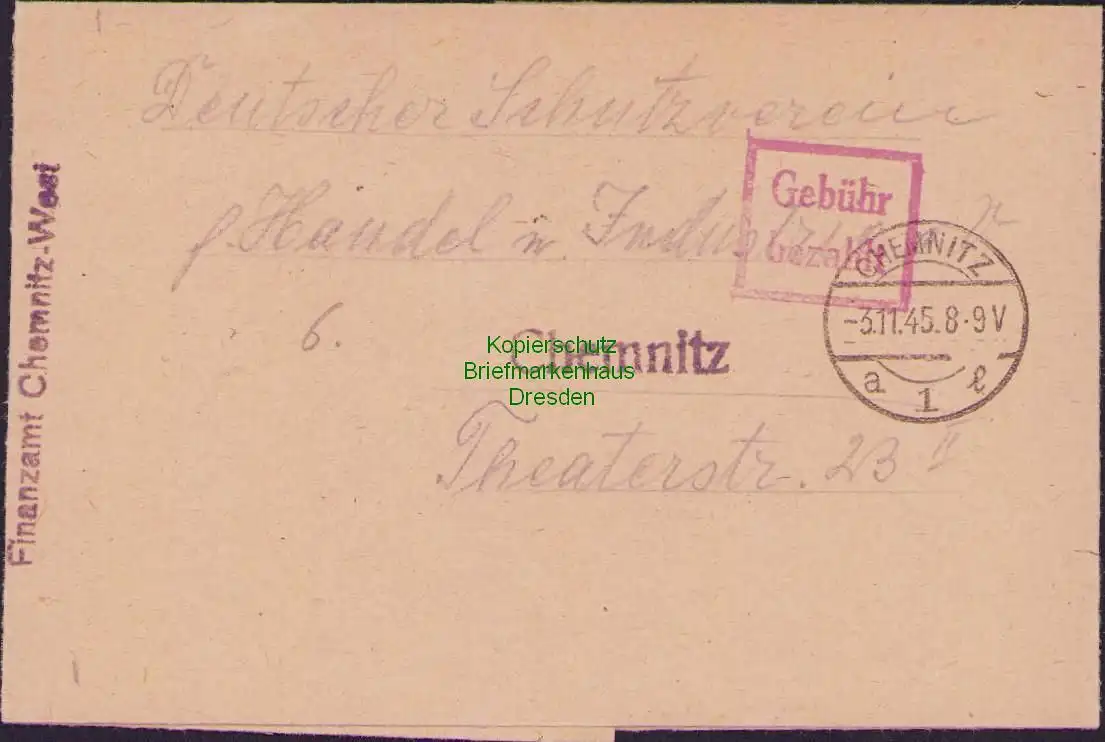 Deutscher Schutzverein
f. Handel u. Industrie
Gebühr
bezahlt
CHEMNITZ
-3.11.45.8-9V
a 1 l
6.
Chemnitz
Theaterstr. 23 II
Finanzamt Chemnitz-West
Kopierschutz
Briefmarkenhaus
Dresden